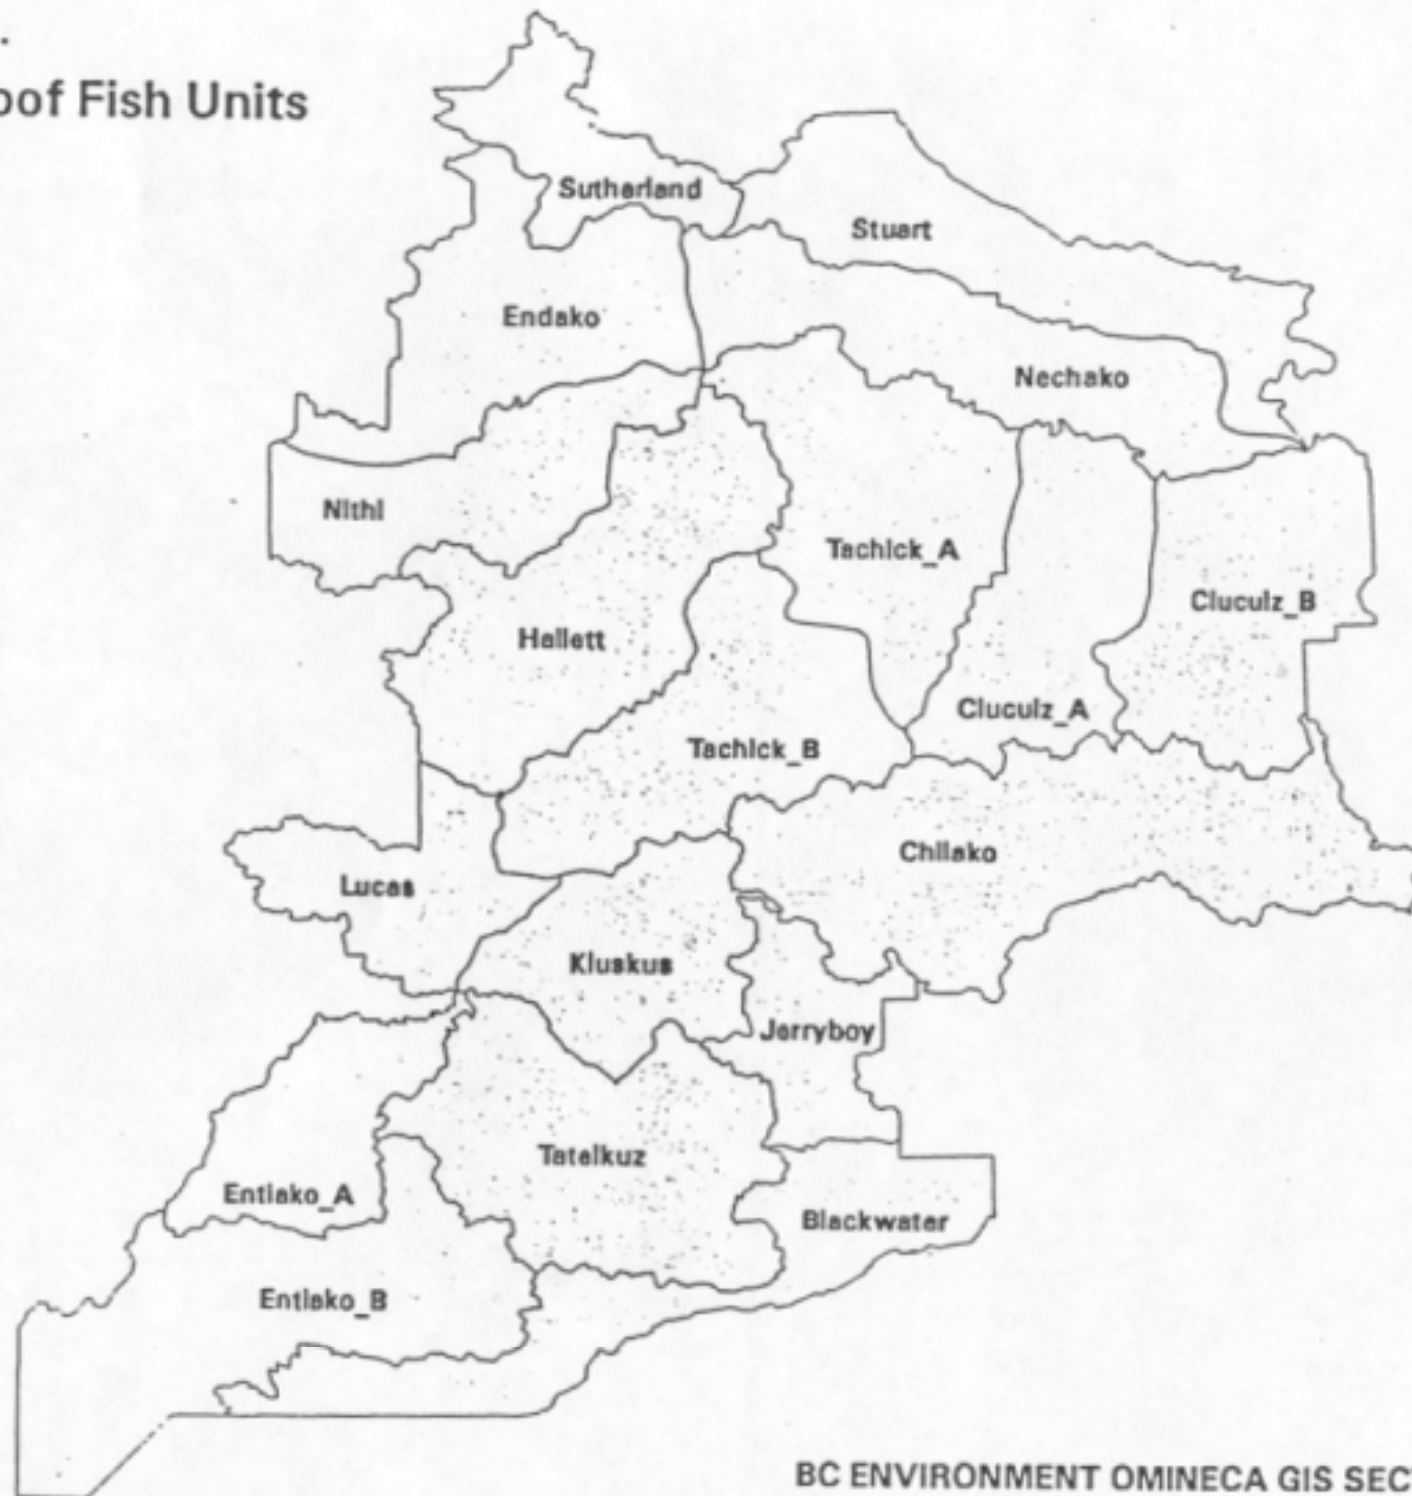 oof Fish Units
Sutherland
Stuart
Endako
Nechako
Nithi
Tachick_A
Cluculz_B
Hallett
Cluculz_A
Tachick_B
Chilako
Lucas
Kluskus
Jerryboy
Tatelkuz
Entiako_A
Blackwater
Entiako_B
BC ENVIRONMENT OMINECA GIS SEC